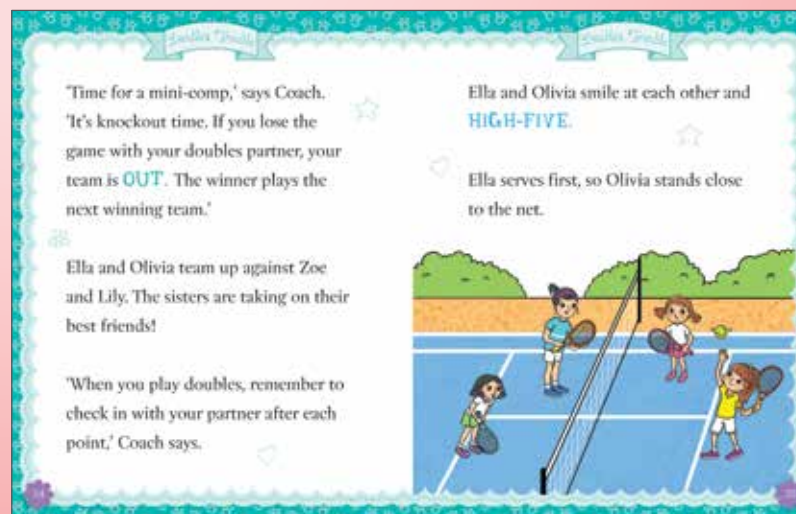 'Time for a mini-comp,' says Coach.
'It's knockout time. If you lose the
game with your doubles partner, your
team is OUT. The winner plays the
next winning team.'
Ella and Olivia team up against Zoe
and Lily. The sisters are taking on their
best friends!
'When you play doubles, remember to
check in with your partner after each
point,' Coach says.
Ella and Olivia smile at each other and
HIGH-FIVE.
Ella serves first, so Olivia stands close
to the net.